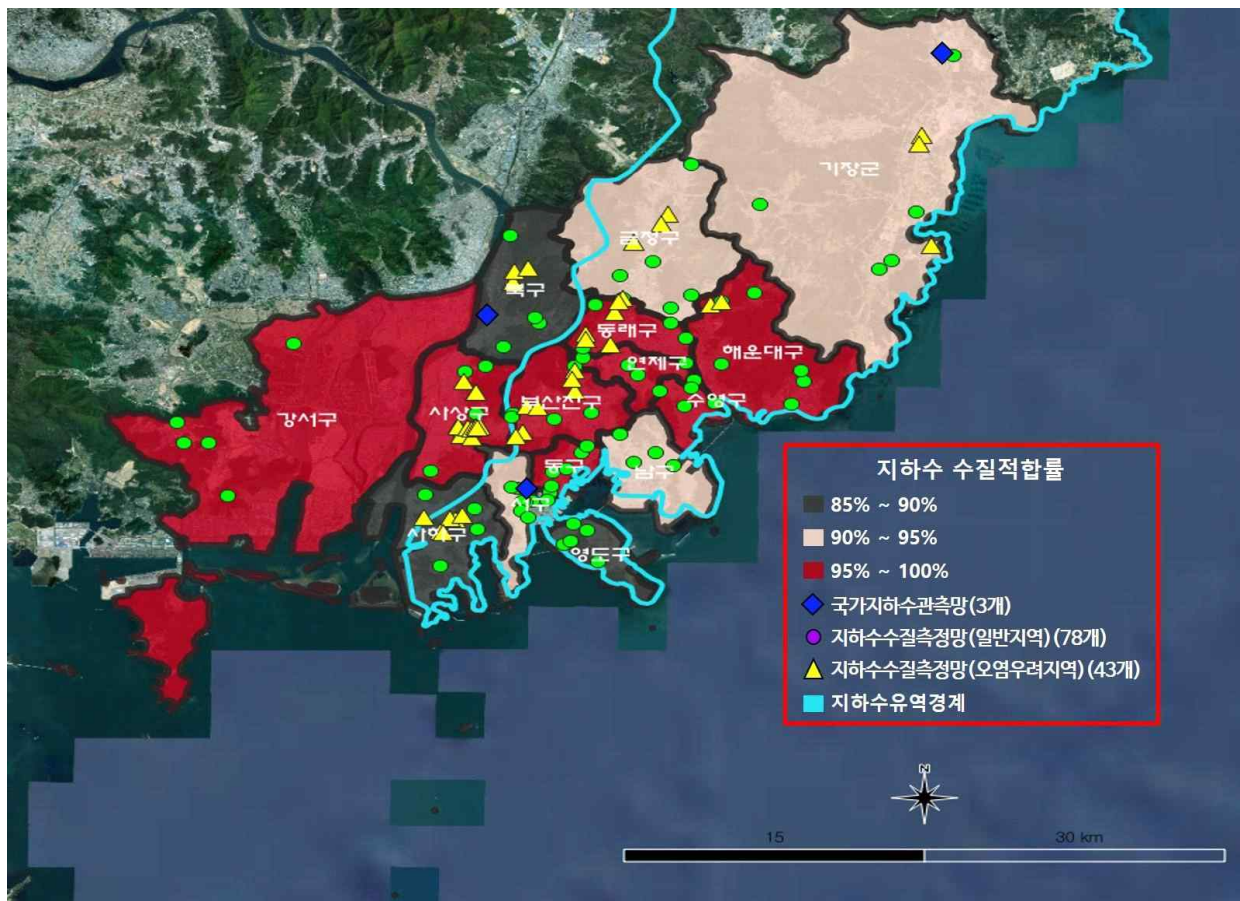 기장군
금정구
북구
동래구
연제구
해운대구
강서구
사상구
부산진구
수영구
동구
남구
서구
사하구
영도구
지하수 수질적합률
85% ~ 90%
90% ~ 95%
95% ~ 100%
국가지하수관측망(3개)
지하수수질측정망(일반지역)(78개)
지하수수질측정망(오염우려지역)(43개)
지하수유역경계
N
15 30 km